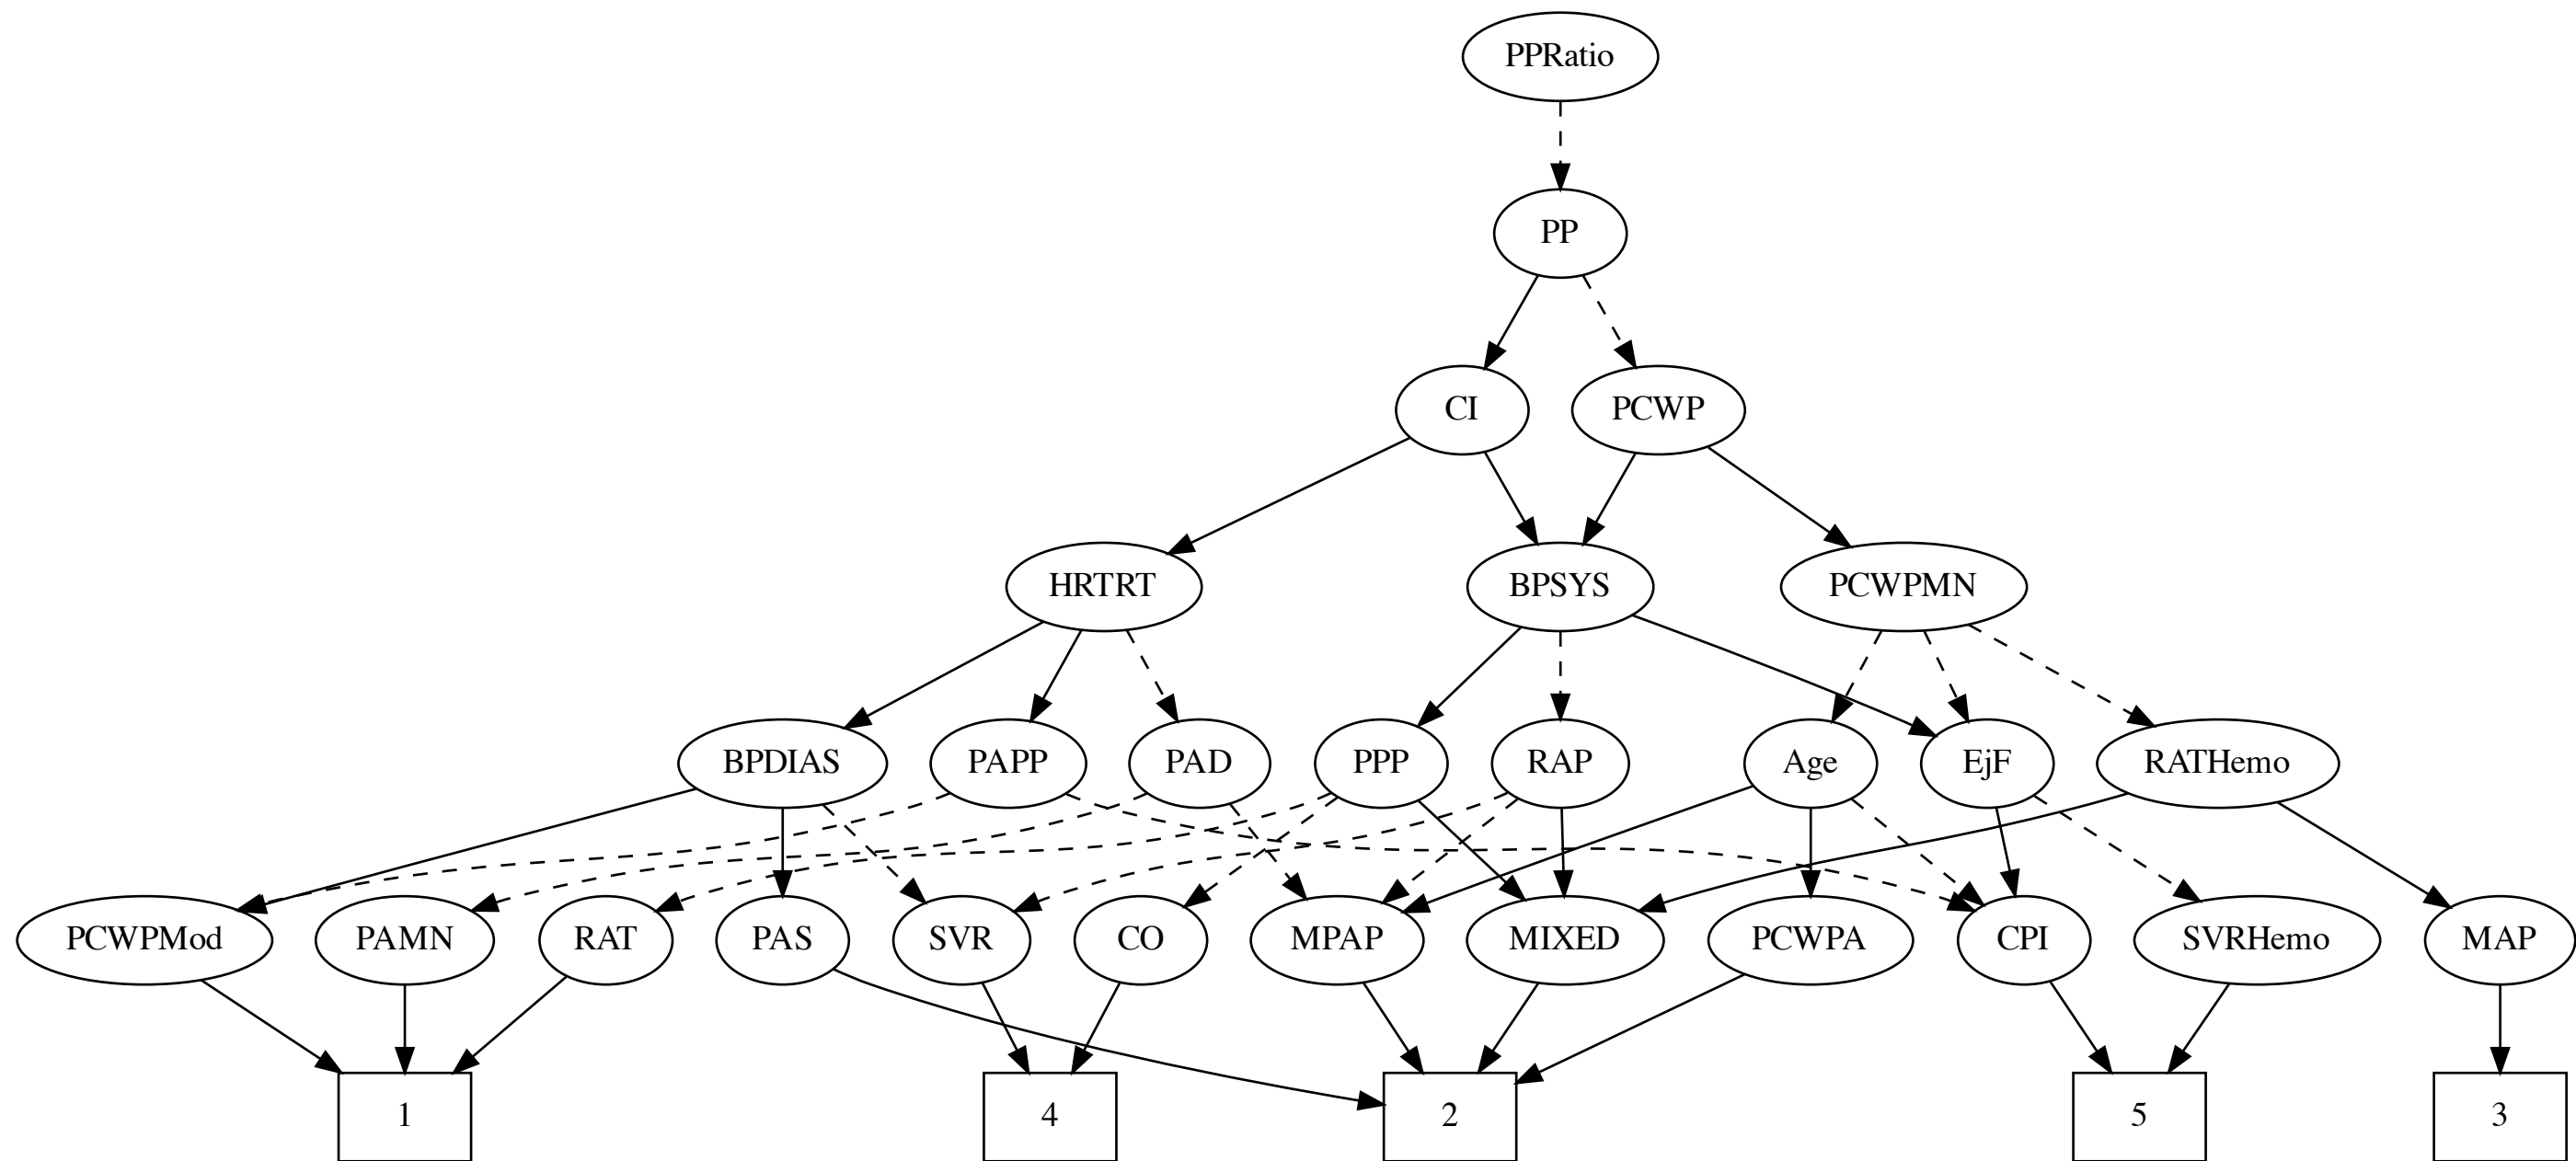 PPRatio
PP
CI
PCWP
HRTRT
BPSYS
PCWPMN
BPDIAS
PAPP
PAD
PPP
RAP
Age
EjF
RATHemo
PCWPMod
PAMN
RAT
PAS
SVR
CO
MPAP
MIXED
PCWPA
CPI
SVRHemo
MAP
1
4
2
5
3